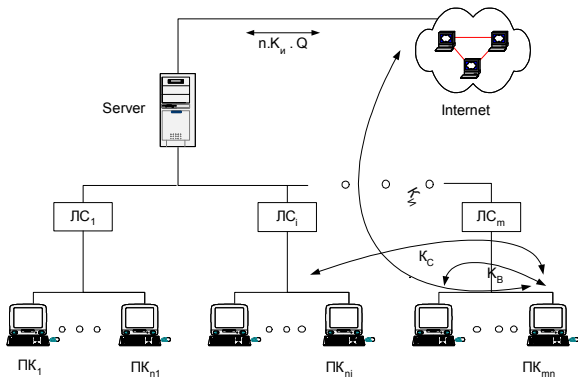 n.Kи . Q
Server
Internet
Kи
ЛС1
ЛСi
ЛСm
KC
KB
ПК1
ПКn1
ПКni
ПКmn